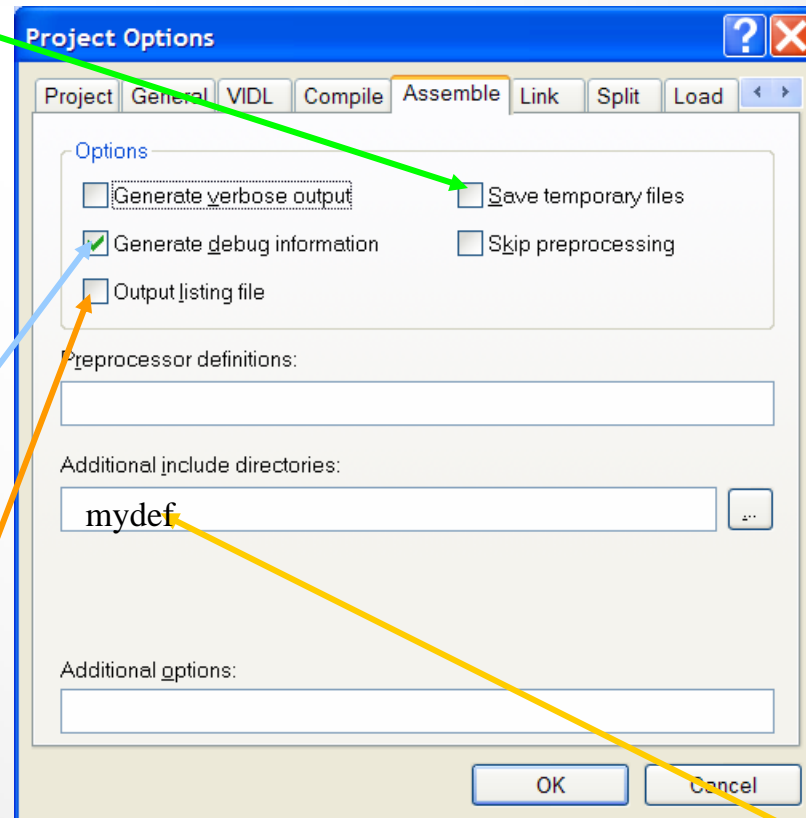 Project Options
Project General VIDL Compile Assemble Link Split Load
Options
Generate verbose output
Save temporary files
Generate debug information
Skip preprocessing
Output listing file
Preprocessor definitions:
Additional include directories:
mydef
...
Additional options:
OK Cancel